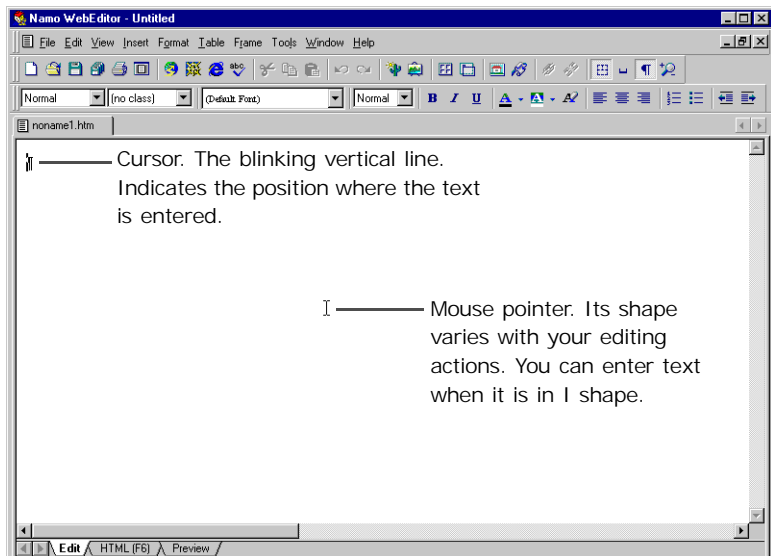 Namo WebEditor - Untitled
File Edit View Insert Format Table Frame Tools Window Help
Normal (no class) (Default Font) Normal B I U A A
noname1.htm
Cursor. The blinking vertical line.
Indicates the position where the text
is entered.
Mouse pointer. Its shape
varies with your editing
actions. You can enter text
when it is in I shape.
Edit HTML (F6) Preview